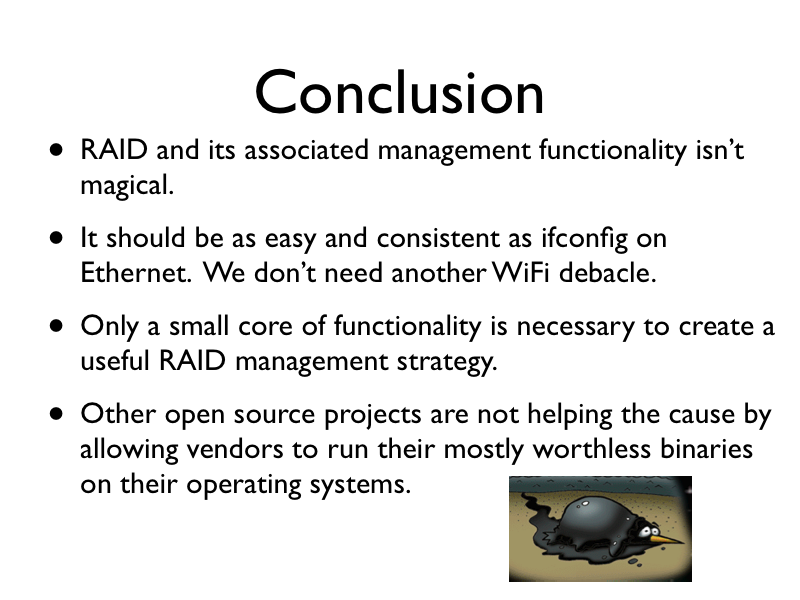 Conclusion
• RAID and its associated management functionality isn’t
magical.
• It should be as easy and consistent as ifconfig on
Ethernet.  We don’t need another WiFi debacle.
• Only a small core of functionality is necessary to create a
useful RAID management strategy.
• Other open source projects are not helping the cause by
allowing vendors to run their mostly worthless binaries
on their operating systems.